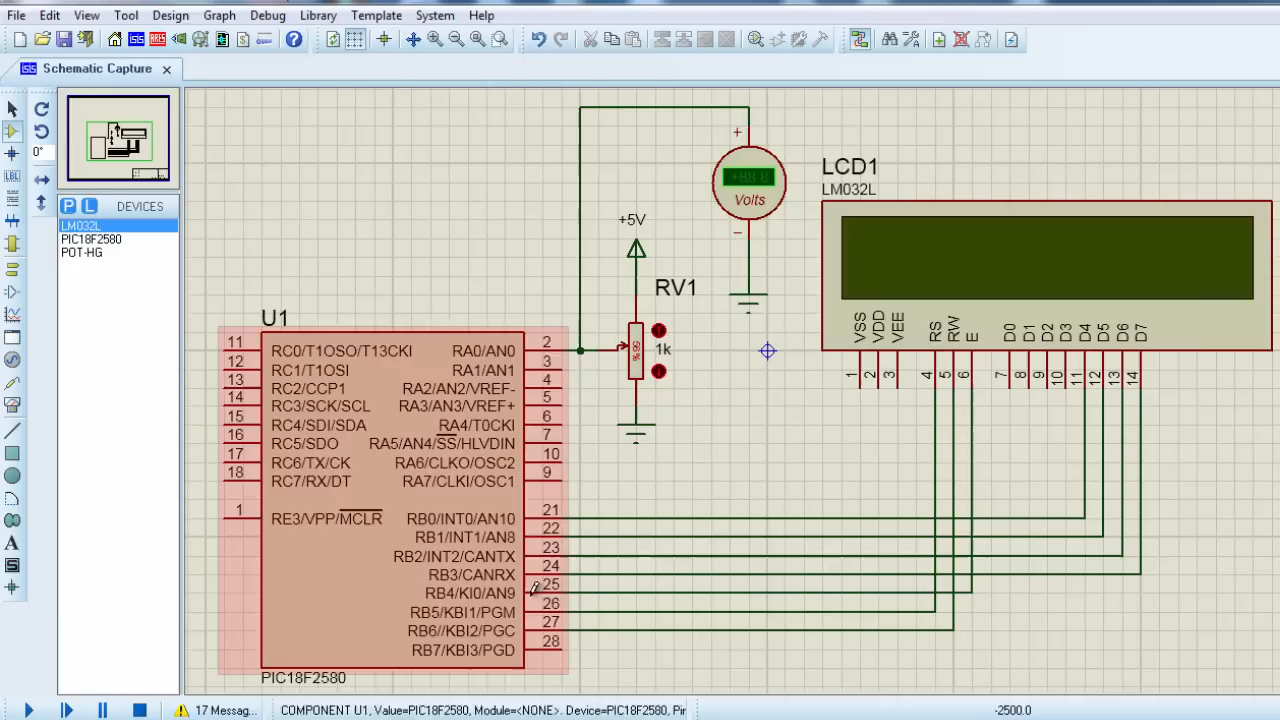 File Edit View Tool Design Graph Debug Library Template System Help
Schematic Capture
0°
P L DEVICES
LM032L
PIC18F2580
POT-HG
LBL
+
Volts
−
+5V
RV1
1k
LCD1
LM032L
VSS VDD VEE RS RW E D0 D1 D2 D3 D4 D5 D6 D7
1 2 3 4 5 6 7 8 9 10 11 12 13 14
U1
11 RC0/T1OSO/T13CKI RA0/AN0 2
12 RC1/T1OSI RA1/AN1 3
13 RC2/CCP1 RA2/AN2/VREF- 4
14 RC3/SCK/SCL RA3/AN3/VREF+ 5
15 RC4/SDI/SDA RA4/T0CKI 6
16 RC5/SDO RA5/AN4/SS/HLVDIN 7
17 RC6/TX/CK RA6/CLKO/OSC2 10
18 RC7/RX/DT RA7/CLKI/OSC1 9
1 RE3/VPP/MCLR RB0/INT0/AN10 21
RB1/INT1/AN8 22
RB2/INT2/CANTX 23
RB3/CANRX 24
RB4/KI0/AN9 25
RB5/KBI1/PGM 26
RB6//KBI2/PGC 27
RB7/KBI3/PGD 28
PIC18F2580
17 Messag... COMPONENT U1, Value=PIC18F2580, Module=<NONE>. Device=PIC18F2580, Pir -2500.0